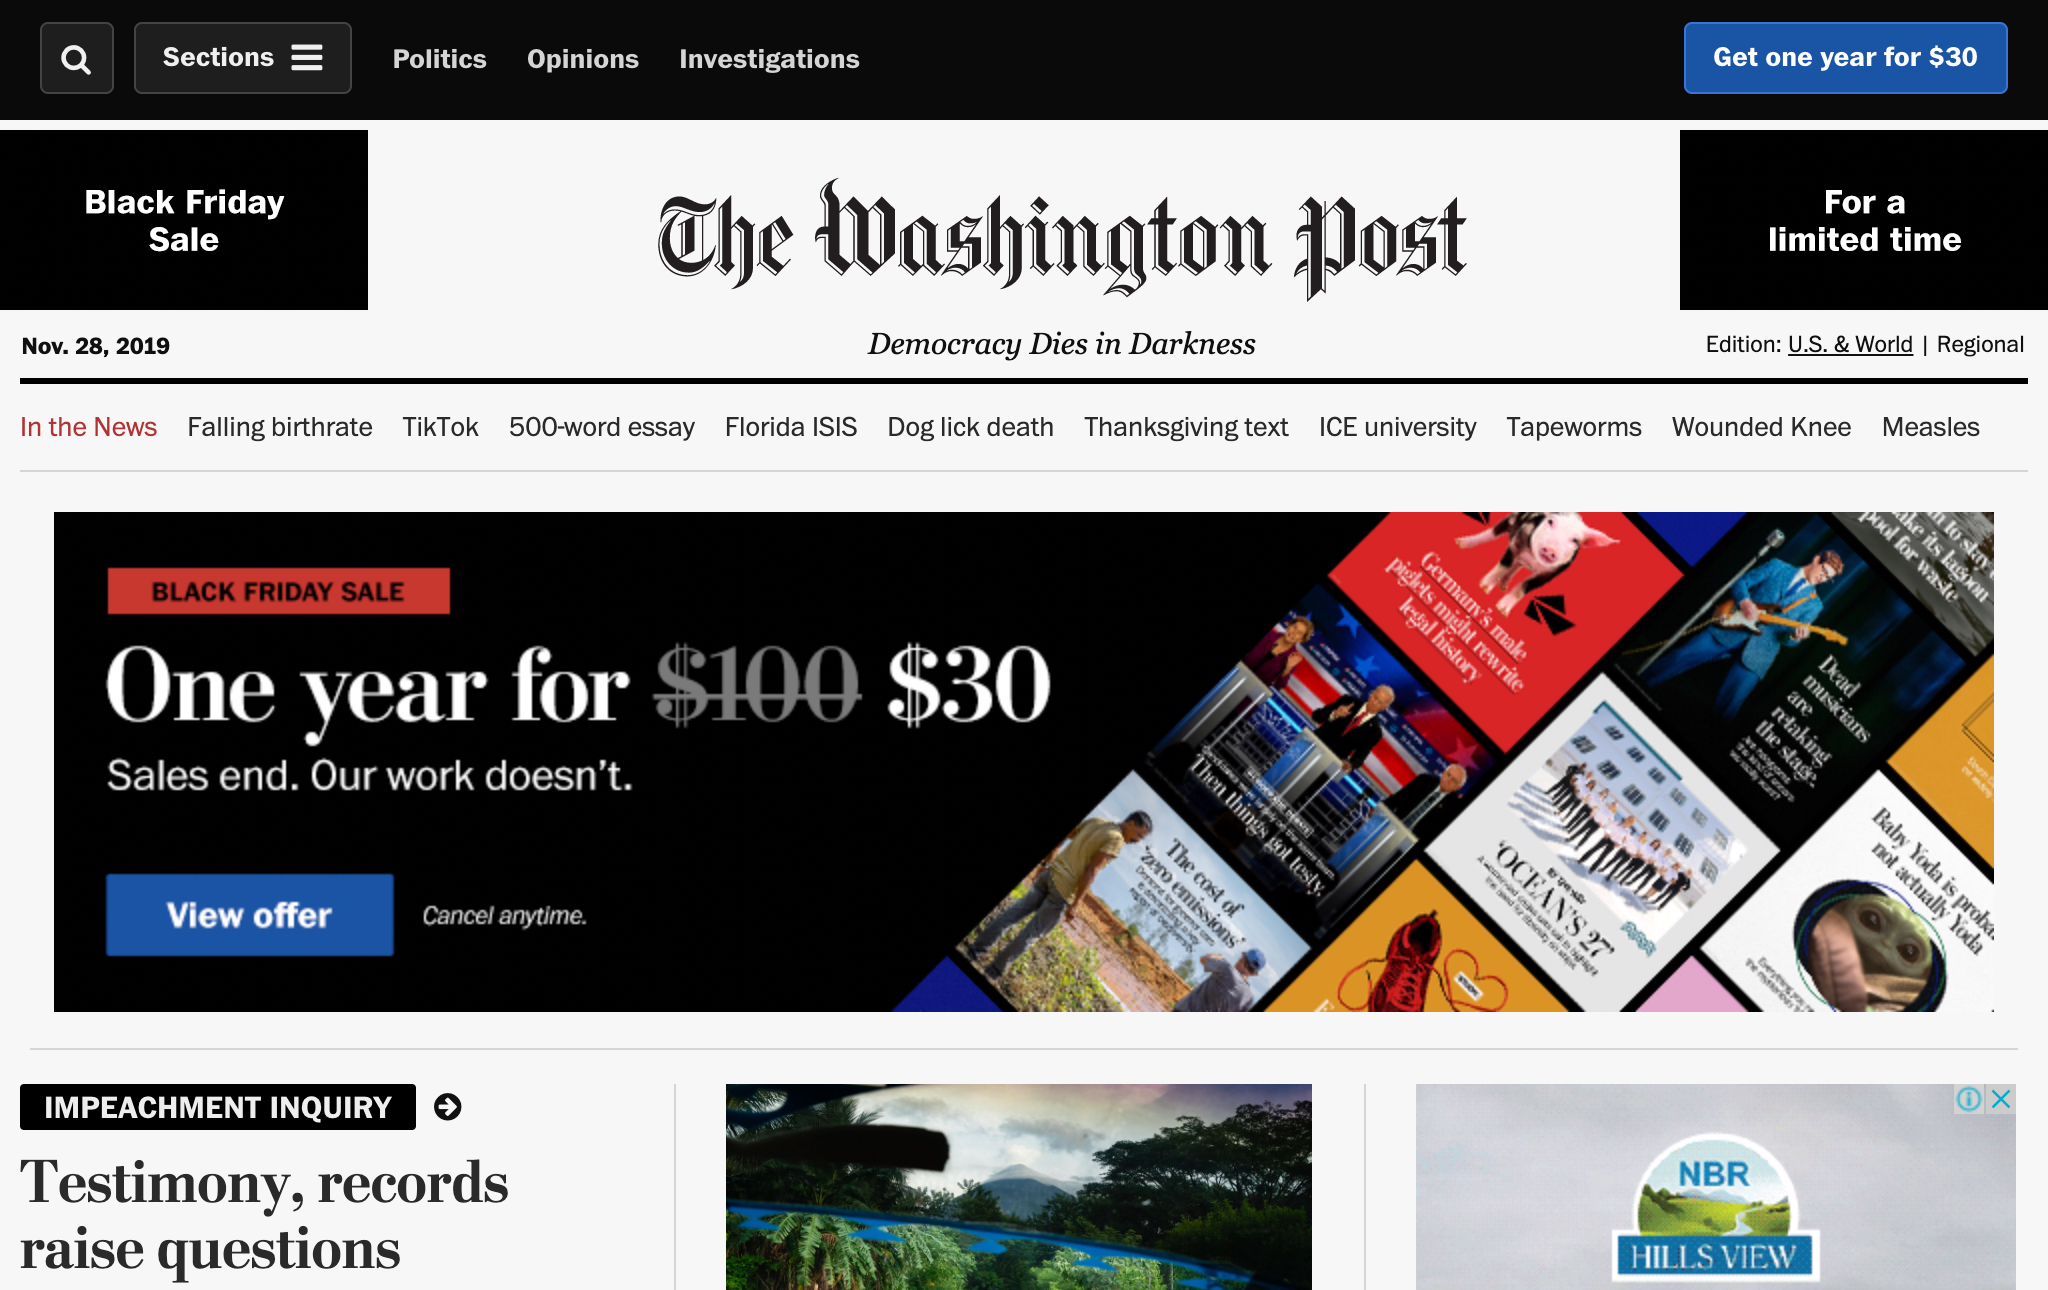 Sections
Politics
Opinions
Investigations
Get one year for $30
Black Friday
Sale
The Washington Post
For a
limited time
Nov. 28, 2019
Democracy Dies in Darkness
Edition: U.S. & World | Regional
In the News Falling birthrate TikTok 500-word essay Florida ISIS Dog lick death Thanksgiving text ICE university Tapeworms Wounded Knee Measles
BLACK FRIDAY SALE
One year for $100 $30
Sales end. Our work doesn't.
View offer
Cancel anytime.
Germany's male
piglets might rewrite
legal history
Dead
musicians
are
retaking
the stage.
pool for waste
Then things got testy.
The cost of
'zero emissions'
'OCEAN'S 27'
Baby Yoda is
not actually Yoda
IMPEACHMENT INQUIRY
Testimony, records
raise questions
NBR
HILLS VIEW